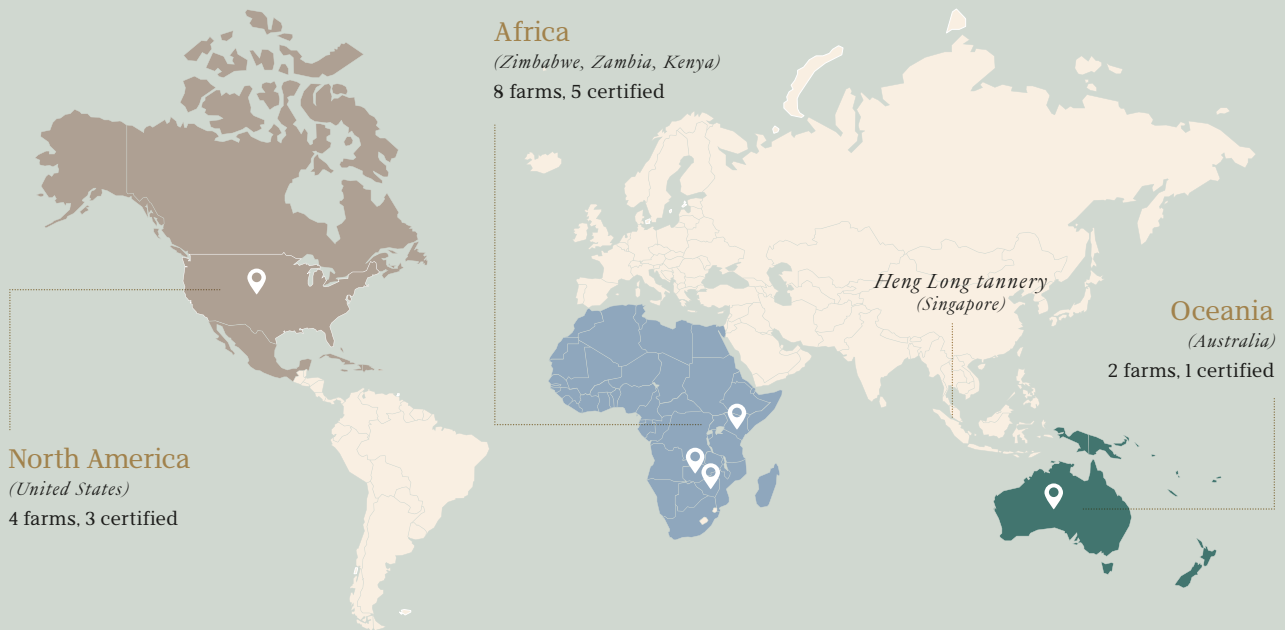 Africa
(Zimbabwe, Zambia, Kenya)
8 farms, 5 certified
Heng Long tannery
(Singapore)
Oceania
(Australia)
2 farms, 1 certified
North America
(United States)
4 farms, 3 certified